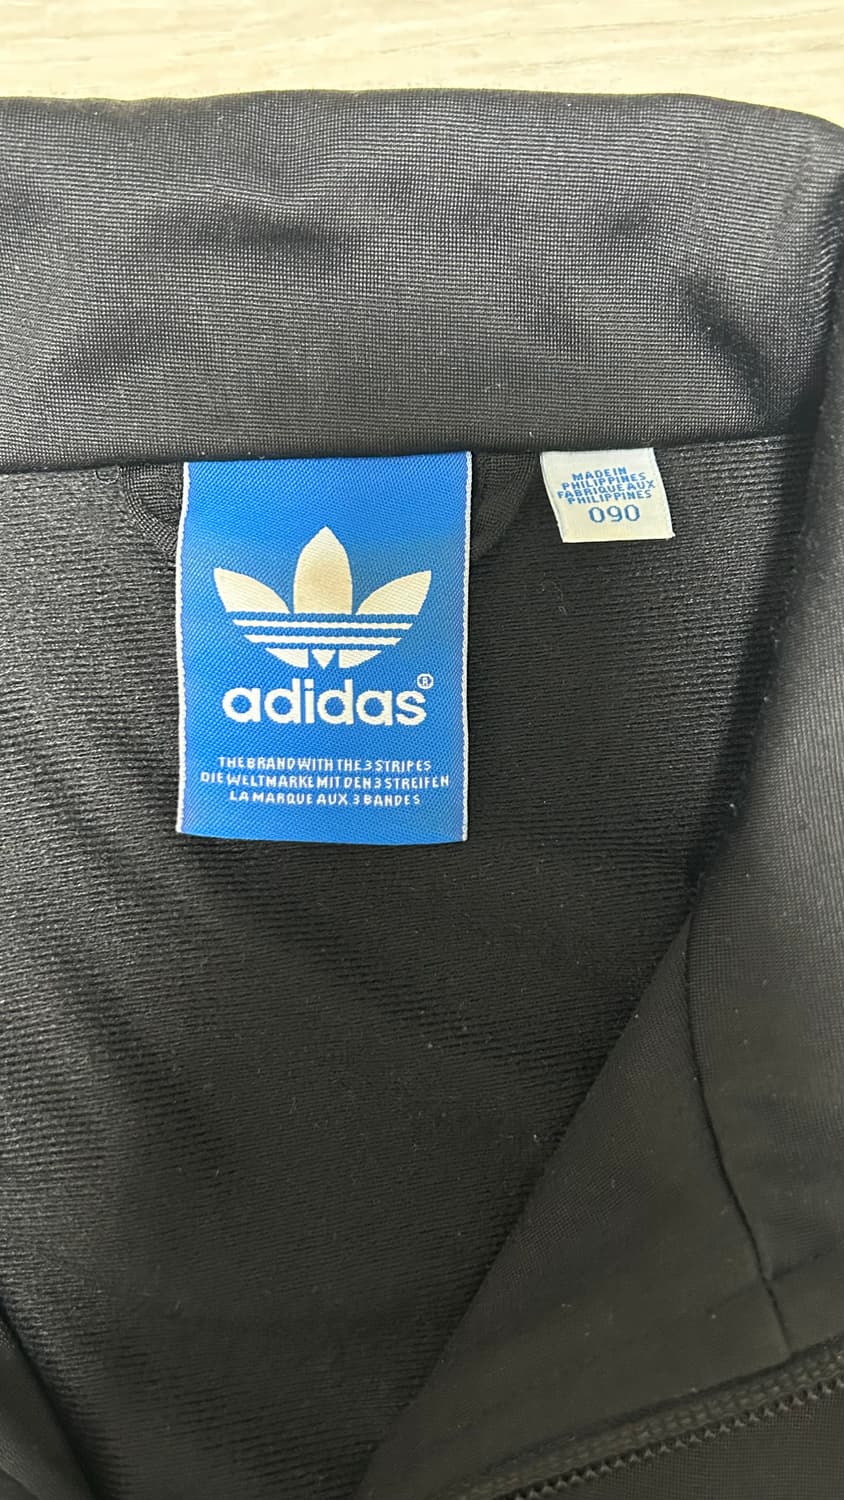 adidas®
THE BRAND WITH THE 3 STRIPES
DIE WELTMARKE MIT DEN 3 STREIFEN
LA MARQUE AUX 3 BANDES
MADE IN
PHILIPPINES
FABRIQUE AUX
PHILIPPINES
090